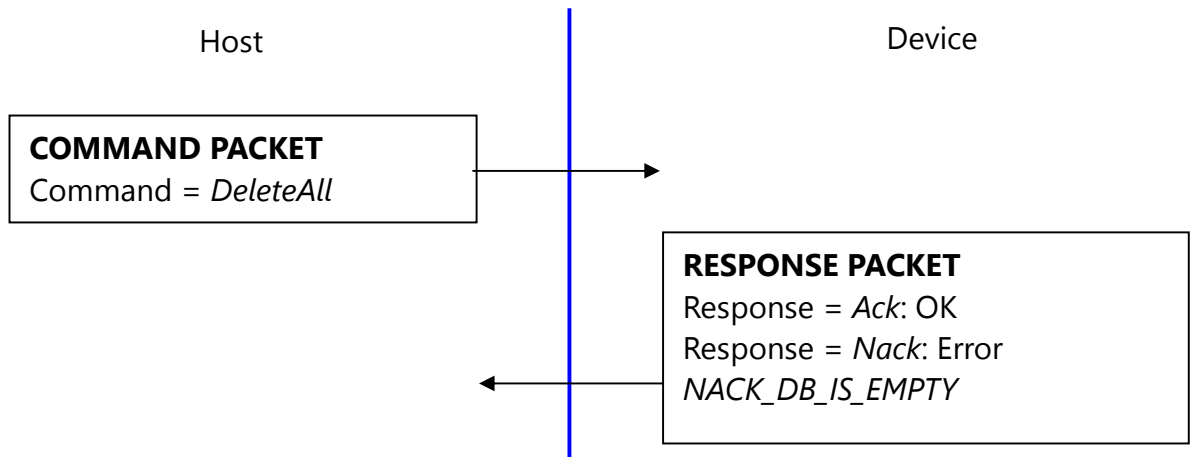 Host
Device
COMMAND PACKET
Command = DeleteAll
RESPONSE PACKET
Response = Ack: OK
Response = Nack: Error
NACK_DB_IS_EMPTY